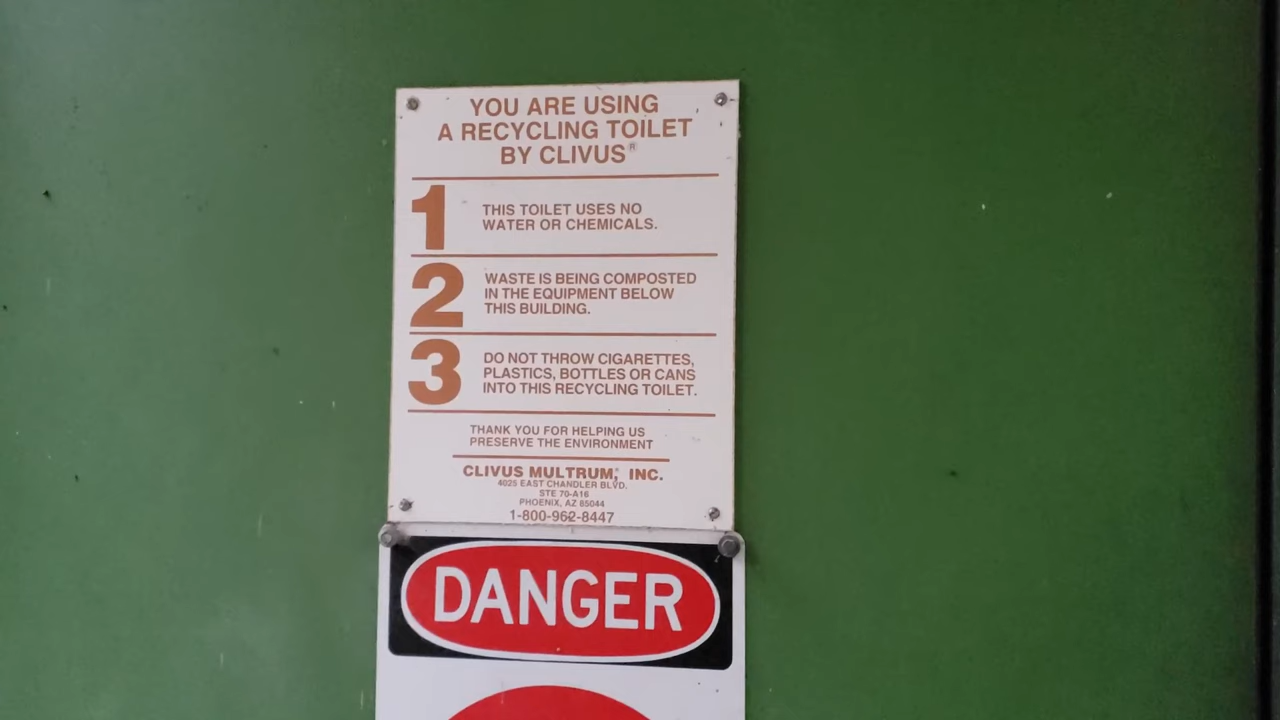 YOU ARE USING
A RECYCLING TOILET
BY CLIVUS®
1
THIS TOILET USES NO
WATER OR CHEMICALS.
2
WASTE IS BEING COMPOSTED
IN THE EQUIPMENT BELOW
THIS BUILDING.
3
DO NOT THROW CIGARETTES,
PLASTICS, BOTTLES OR CANS
INTO THIS RECYCLING TOILET.
THANK YOU FOR HELPING US
PRESERVE THE ENVIRONMENT
CLIVUS MULTRUM,® INC.
4025 EAST CHANDLER BLVD.
STE 70-A16
PHOENIX, AZ 85044
1-800-962-8447
DANGER